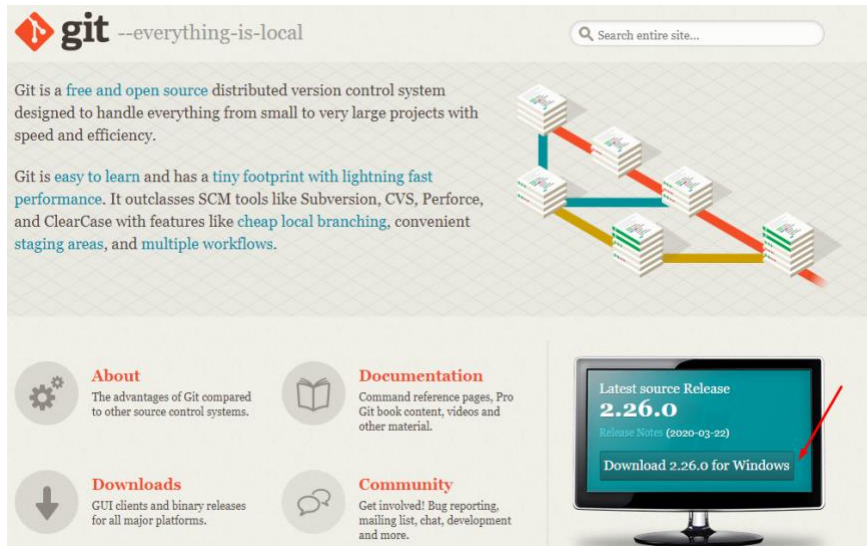 git --everything-is-local
Search entire site...
Git is a free and open source distributed version control system
designed to handle everything from small to very large projects with
speed and efficiency.
Git is easy to learn and has a tiny footprint with lightning fast
performance. It outclasses SCM tools like Subversion, CVS, Perforce,
and ClearCase with features like cheap local branching, convenient
staging areas, and multiple workflows.
About
The advantages of Git compared
to other source control systems.
Documentation
Command reference pages, Pro
Git book content, videos and
other material.
Downloads
GUI clients and binary releases
for all major platforms.
Community
Get involved! Bug reporting,
mailing list, chat, development
and more.
Latest source Release
2.26.0
Release Notes (2020-03-22)
Download 2.26.0 for Windows